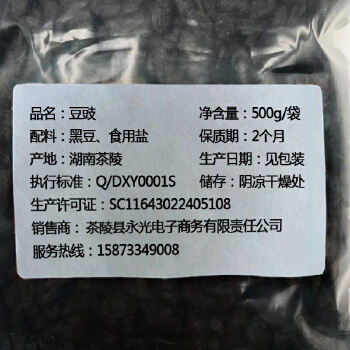 品名：豆豉 净含量：500g/袋
配料：黑豆、食用盐 保质期：2个月
产地：湖南茶陵 生产日期：见包装
执行标准：Q/DXY0001S 储存：阴凉干燥处
生产许可证：SC11643022405108
销售商：茶陵县永光电子商务有限责任公司
服务热线：15873349008